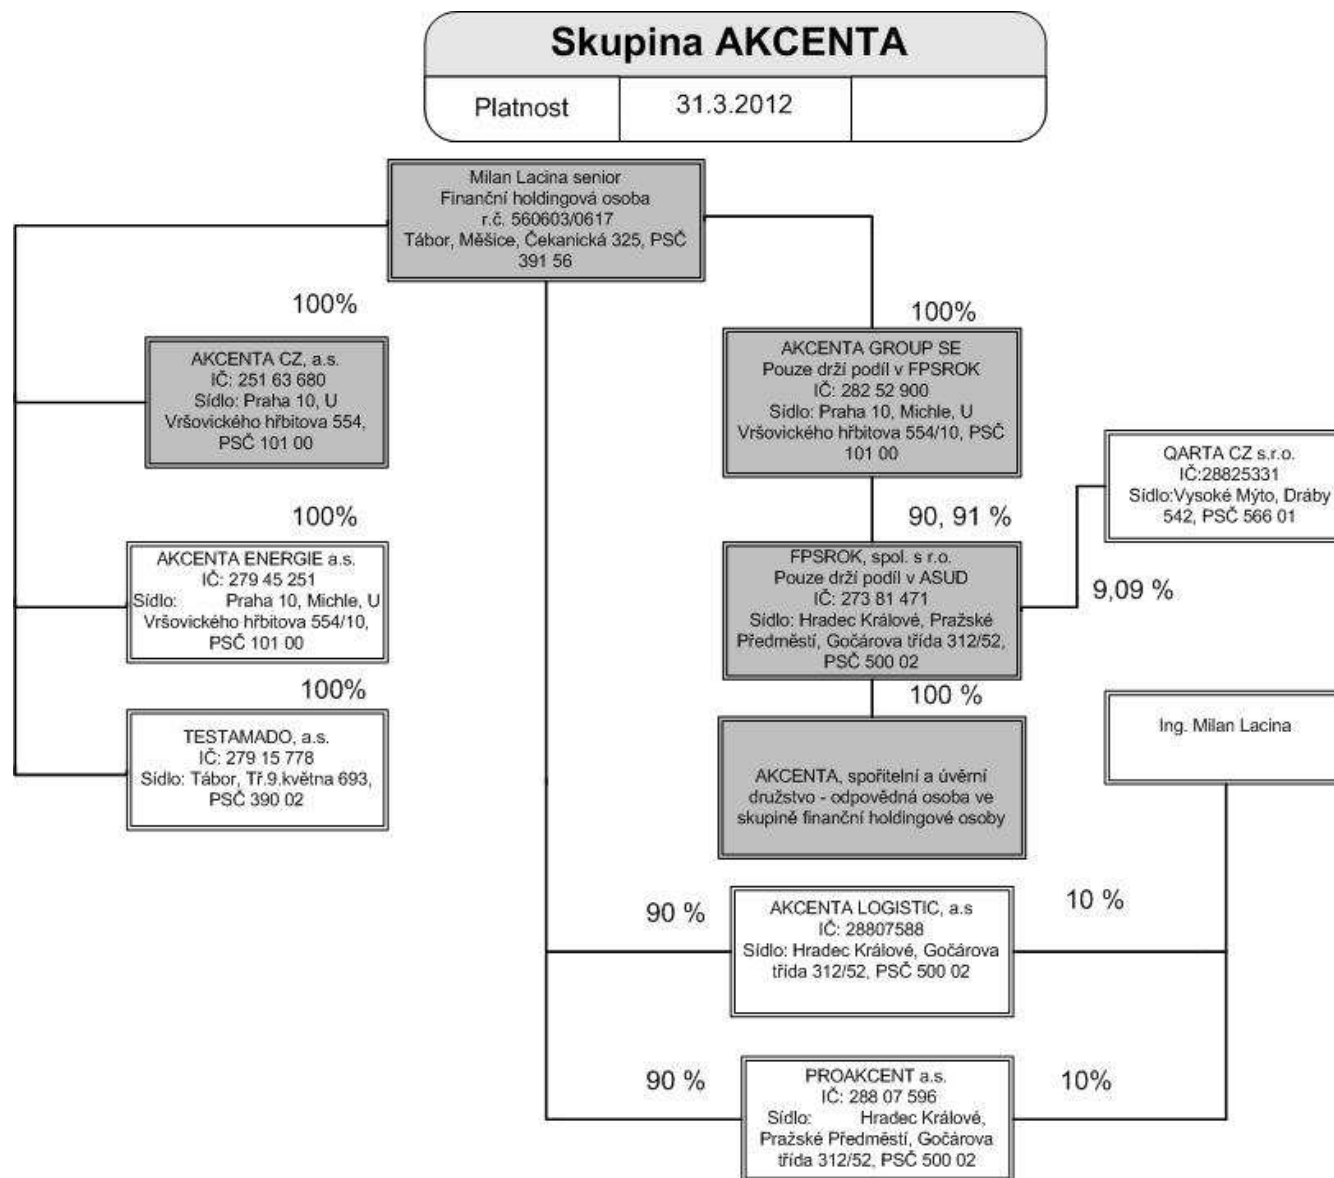 Skupina AKCENTA
Platnost 31.3.2012
Milan Lacina senior
Finanční holdingová osoba
r.č. 560603/0617
Tábor, Měšice, Čekanická 325, PSČ
391 56
100%
AKCENTA CZ, a.s.
IČ: 251 63 680
Sídlo: Praha 10, U
Vršovického hřbitova 554,
PSČ 101 00
100%
AKCENTA ENERGIE a.s.
IČ: 279 45 251
Sídlo: Praha 10, Michle, U
Vršovického hřbitova 554/10,
PSČ 101 00
100%
TESTAMADO, a.s.
IČ: 279 15 778
Sídlo: Tábor, Tř.9.května 693,
PSČ 390 02
100%
AKCENTA GROUP SE
Pouze drží podíl v FPSROK
IČ: 282 52 900
Sídlo: Praha 10, Michle, U
Vršovického hřbitova 554/10, PSČ
101 00
90, 91 %
FPSROK, spol. s r.o.
Pouze drží podíl v ASUD
IČ: 273 81 471
Sídlo: Hradec Králové, Pražské
Předměstí, Gočárova třída 312/52,
PSČ 500 02
QARTA CZ s.r.o.
IČ:28825331
Sídlo:Vysoké Mýto, Dráby
542, PSČ 566 01
9,09 %
100 %
AKCENTA, spořitelní a úvěrní
družstvo - odpovědná osoba ve
skupině finanční holdingové osoby
Ing. Milan Lacina
90 %
AKCENTA LOGISTIC, a.s
IČ: 28807588
Sídlo: Hradec Králové, Gočárova
třída 312/52, PSČ 500 02
10 %
90 %
PROAKCENT a.s.
IČ: 288 07 596
Sídlo: Hradec Králové,
Pražské Předměstí, Gočárova
třída 312/52, PSČ 500 02
10%